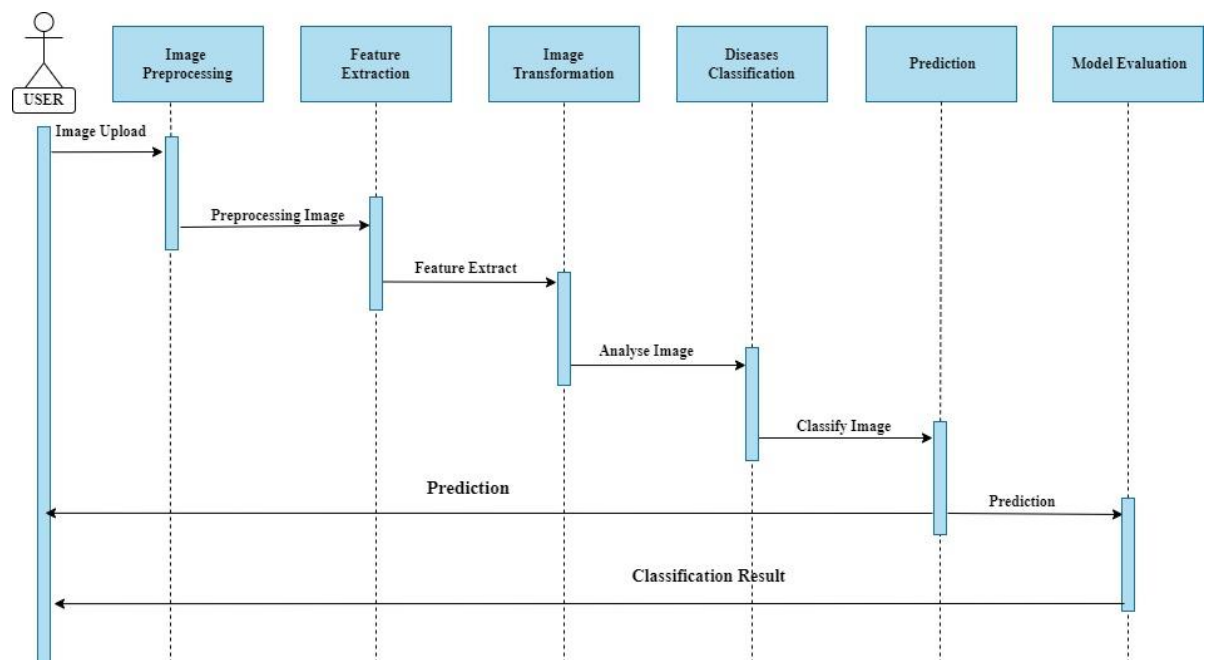 Image
Preprocessing
Feature
Extraction
Image
Transformation
Diseases
Classification
Prediction
Model Evaluation
USER
Image Upload
Preprocessing Image
Feature Extract
Analyse Image
Classify Image
Prediction
Prediction
Classification Result